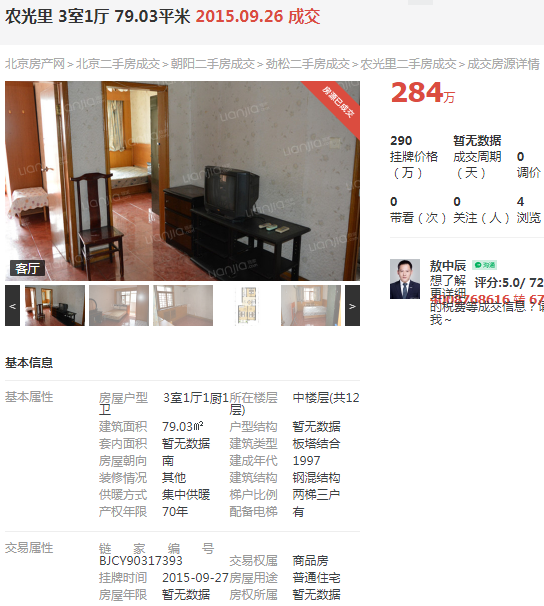 农光里 3室1厅 79.03平米 2015.09.26 成交
北京房产网 > 北京二手房成交 > 朝阳二手房成交 > 劲松二手房成交 > 农光里二手房成交 > 成交房源详情
房源已成交
lianjia
客厅
< >
284万
290 暂无数据
挂牌价格 成交周期 0
（万） （天） 调价
0 0 4
带看（次） 关注（人） 浏览
敖中辰 沟通
想了解 评分:5.0/ 72
更详细
4008768616 转 67
的税费等成交信息？请
我～
基本信息
基本属性
房屋户型 3室1厅1厨1卫 所在楼层 中楼层(共12层)
建筑面积 79.03㎡ 户型结构 暂无数据
套内面积 暂无数据 建筑类型 板塔结合
房屋朝向 南 建成年代 1997
装修情况 其他 建筑结构 钢混结构
供暖方式 集中供暖 梯户比例 两梯三户
产权年限 70年 配备电梯 有
交易属性
链家编号
BJCY90317393 交易权属 商品房
挂牌时间 2015-09-27 房屋用途 普通住宅
房屋年限 暂无数据 房权所属 暂无数据